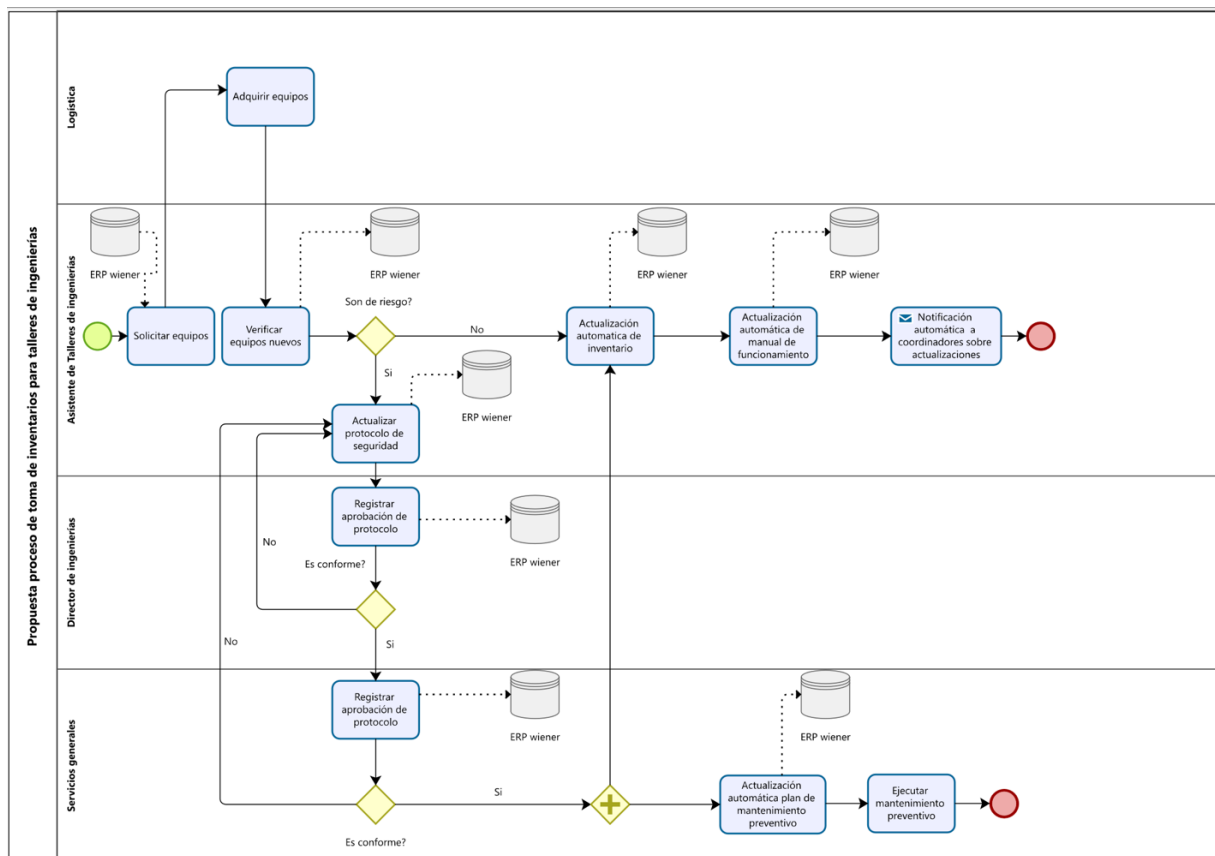 Propuesta proceso de toma de inventarios para talleres de ingenierías
Logística
Adquirir equipos
Asistente de Talleres de ingenierías
ERP wiener
ERP wiener
ERP wiener
ERP wiener
Solicitar equipos
Verificar
equipos nuevos
Son de riesgo?
No
Si
Actualización
automatica de
inventario
Actualización
automática de
manual de
funcionamiento
Notificación
automática a
coordinadores sobre
actualizaciones
ERP wiener
Actualizar
protocolo de
seguridad
Director de ingenierías
Registrar
aprobación de
protocolo
ERP wiener
No
Es conforme?
No
Si
Servicios generales
Registrar
aprobación de
protocolo
ERP wiener
ERP wiener
Si
Es conforme?
Actualización
automática plan de
mantenimiento
preventivo
Ejecutar
mantenimiento
preventivo